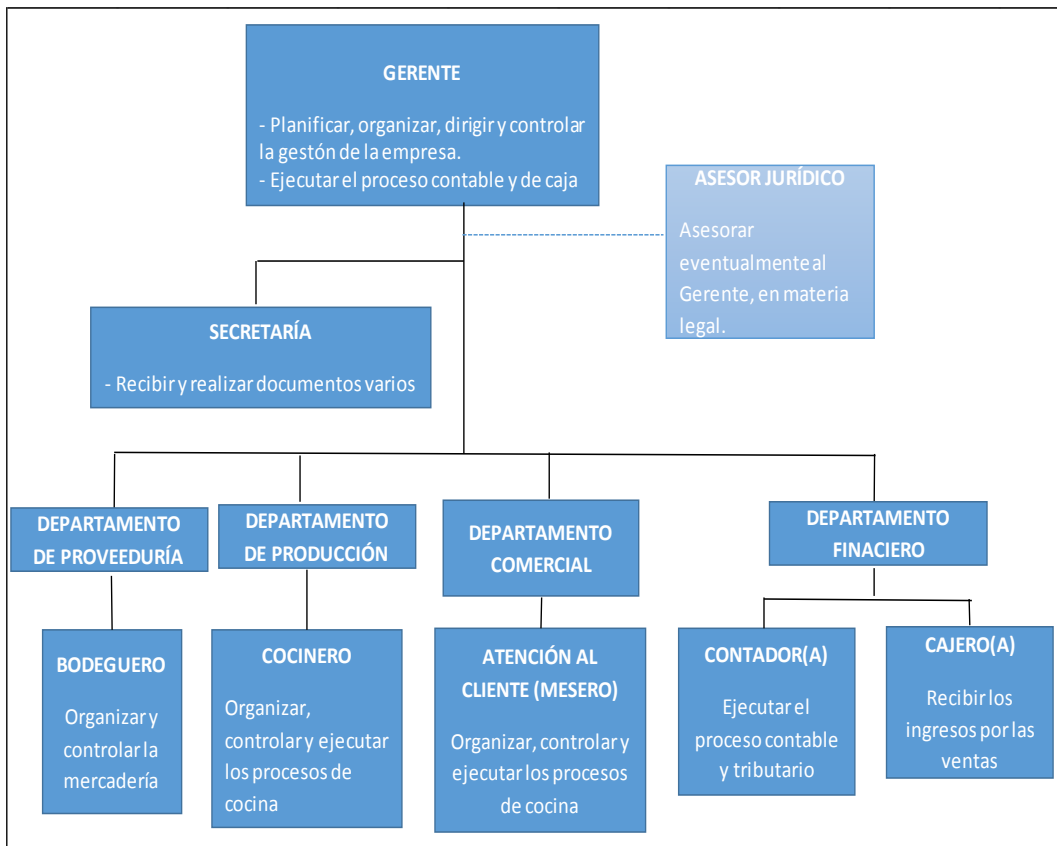 GERENTE
- Planificar, organizar, dirigir y controlar
la gestón de la empresa.
- Ejecutar el proceso contable y de caja
ASESOR JURÍDICO
Asesorar
eventualmente al
Gerente, en materia
legal.
SECRETARÍA
- Recibir y realizar documentos varios
DEPARTAMENTO
DE PROVEEDURÍA
DEPARTAMENTO
DE PRODUCCIÓN
DEPARTAMENTO
COMERCIAL
DEPARTAMENTO
FINACIERO
BODEGUERO
Organizar y
controlar la
mercadería
COCINERO
Organizar,
controlar y ejecutar
los procesos de
cocina
ATENCIÓN AL
CLIENTE (MESERO)
Organizar, controlar y
ejecutar los procesos
de cocina
CONTADOR(A)
Ejecutar el
proceso contable
y tributario
CAJERO(A)
Recibir los
ingresos por las
ventas